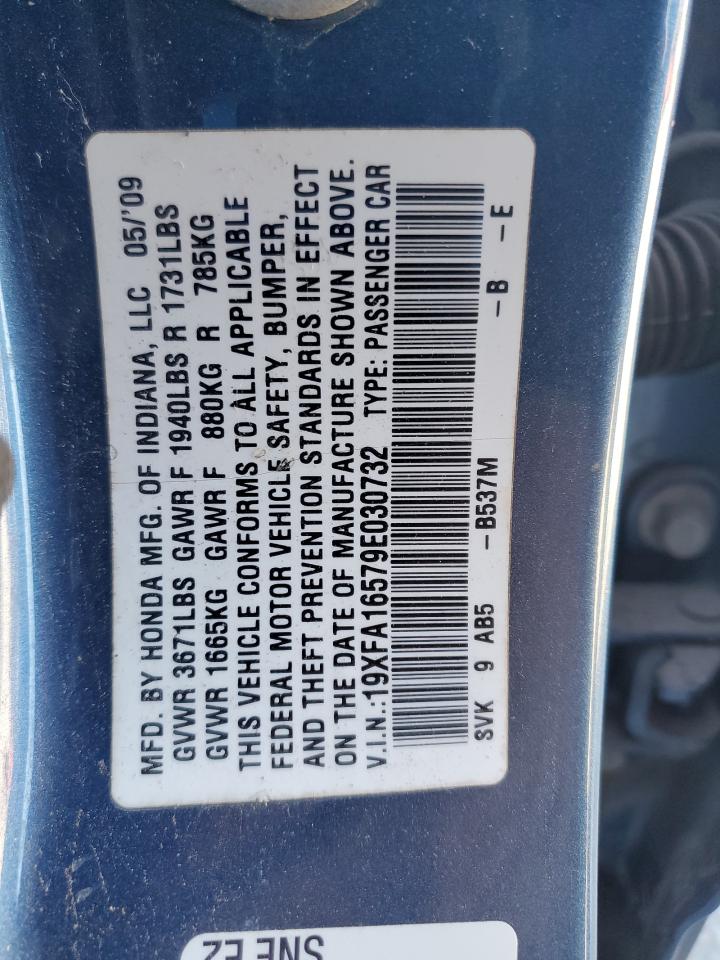 MFD. BY HONDA MFG. OF INDIANA, LLC 05/'09
GVWR 3671LBS GAWR F 1940LBS R 1731LBS
GVWR 1665KG GAWR F 880KG R 785KG
THIS VEHICLE CONFORMS TO ALL APPLICABLE
FEDERAL MOTOR VEHICLE SAFETY, BUMPER,
AND THEFT PREVENTION STANDARDS IN EFFECT
ON THE DATE OF MANUFACTURE SHOWN ABOVE.
V.I.N.:19XFA16579E030732 TYPE: PASSENGER CAR
SVK 9 AB5 -B537M -B -E